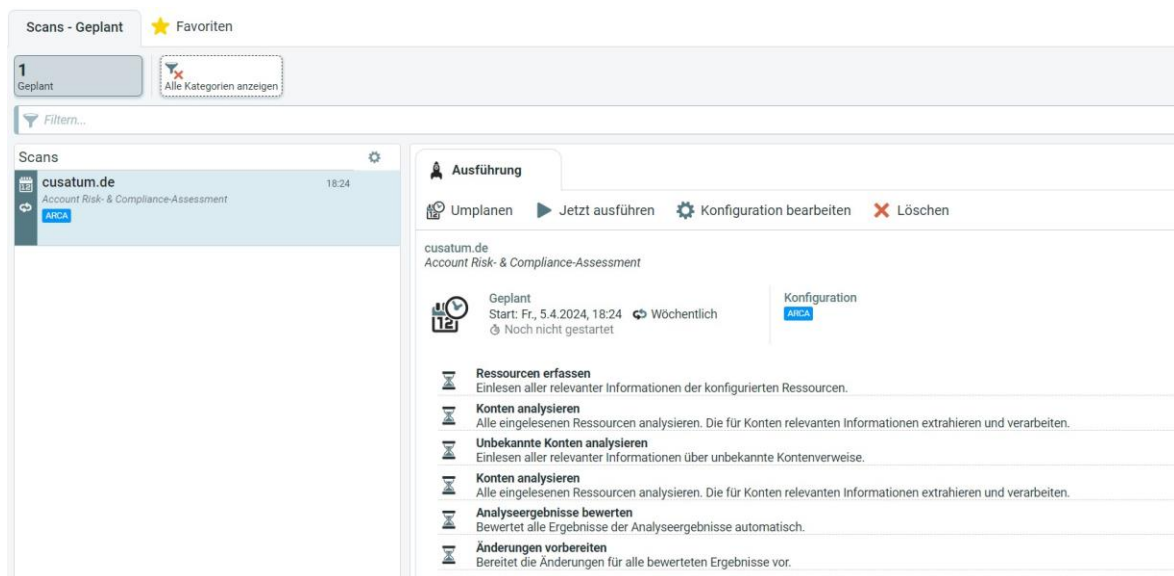 Scans - Geplant
Favoriten
1
Geplant
Alle Kategorien anzeigen
Filtern...
Scans
cusatum.de
18:24
Account Risk- & Compliance-Assessment
ARCA
Ausführung
Umplanen
Jetzt ausführen
Konfiguration bearbeiten
Löschen
cusatum.de
Account Risk- & Compliance-Assessment
Geplant
Start: Fr., 5.4.2024, 18:24 Wöchentlich
Noch nicht gestartet
Konfiguration
ARCA
Ressourcen erfassen
Einlesen aller relevanter Informationen der konfigurierten Ressourcen.
Konten analysieren
Alle eingelesenen Ressourcen analysieren. Die für Konten relevanten Informationen extrahieren und verarbeiten.
Unbekannte Konten analysieren
Einlesen aller relevanter Informationen über unbekannte Kontenverweise.
Konten analysieren
Alle eingelesenen Ressourcen analysieren. Die für Konten relevanten Informationen extrahieren und verarbeiten.
Analyseergebnisse bewerten
Bewertet alle Ergebnisse der Analyseergebnisse automatisch.
Änderungen vorbereiten
Bereitet die Änderungen für alle bewerteten Ergebnisse vor.